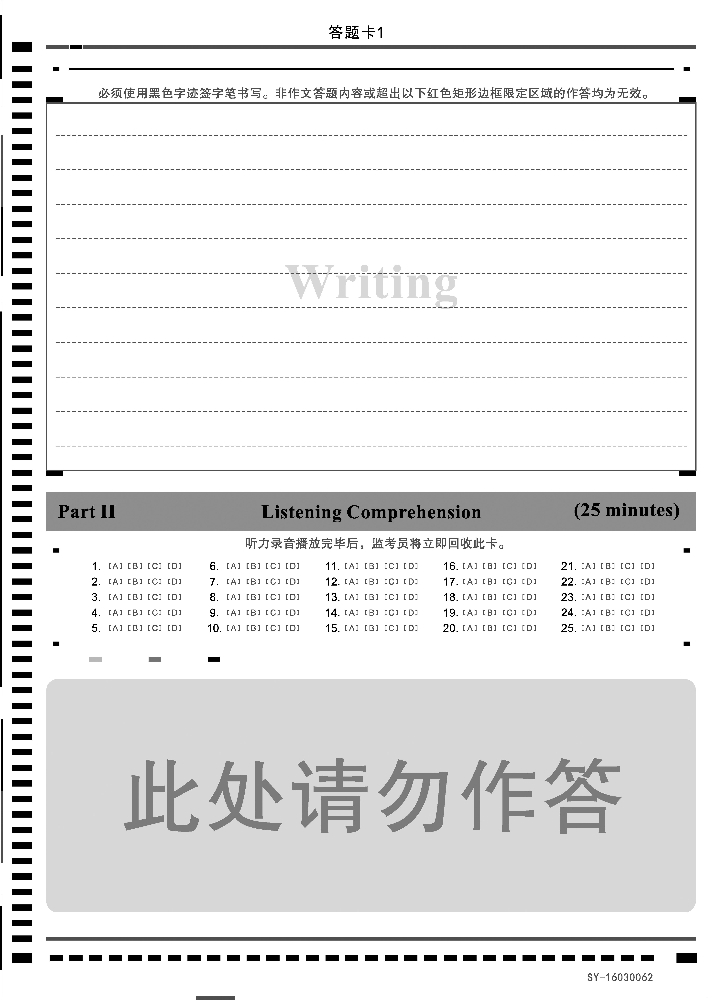 答题卡1
必须使用黑色字迹签字笔书写。非作文答题内容或超出以下红色矩形边框限定区域的作答均为无效。
Writing
Part II Listening Comprehension (25 minutes)
听力录音播放完毕后，监考员将立即回收此卡。
1. [A] [B] [C] [D] 6. [A] [B] [C] [D] 11. [A] [B] [C] [D] 16. [A] [B] [C] [D] 21. [A] [B] [C] [D]
2. [A] [B] [C] [D] 7. [A] [B] [C] [D] 12. [A] [B] [C] [D] 17. [A] [B] [C] [D] 22. [A] [B] [C] [D]
3. [A] [B] [C] [D] 8. [A] [B] [C] [D] 13. [A] [B] [C] [D] 18. [A] [B] [C] [D] 23. [A] [B] [C] [D]
4. [A] [B] [C] [D] 9. [A] [B] [C] [D] 14. [A] [B] [C] [D] 19. [A] [B] [C] [D] 24. [A] [B] [C] [D]
5. [A] [B] [C] [D] 10. [A] [B] [C] [D] 15. [A] [B] [C] [D] 20. [A] [B] [C] [D] 25. [A] [B] [C] [D]
此处请勿作答
SY-16030062